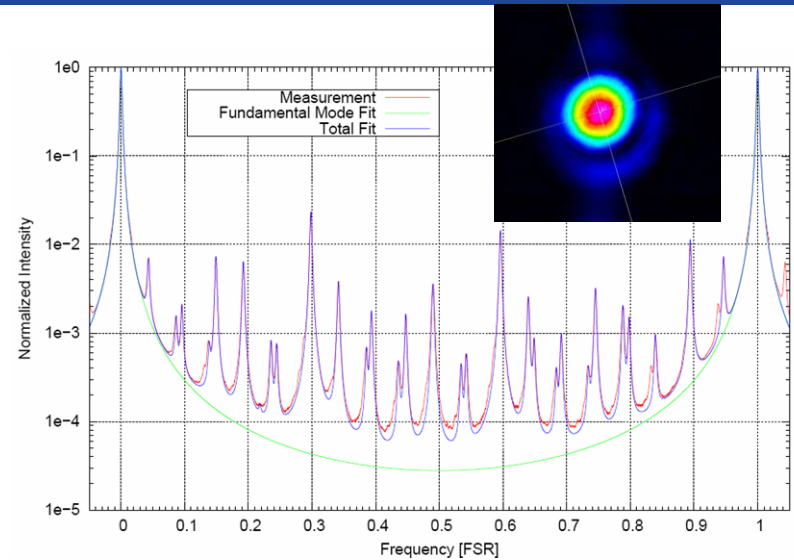 1e0
1e−1
1e−2
1e−3
1e−4
1e−5
Normalized Intensity
Measurement
Fundamental Mode Fit
Total Fit
0 0.1 0.2 0.3 0.4 0.5 0.6 0.7 0.8 0.9 1
Frequency [FSR]